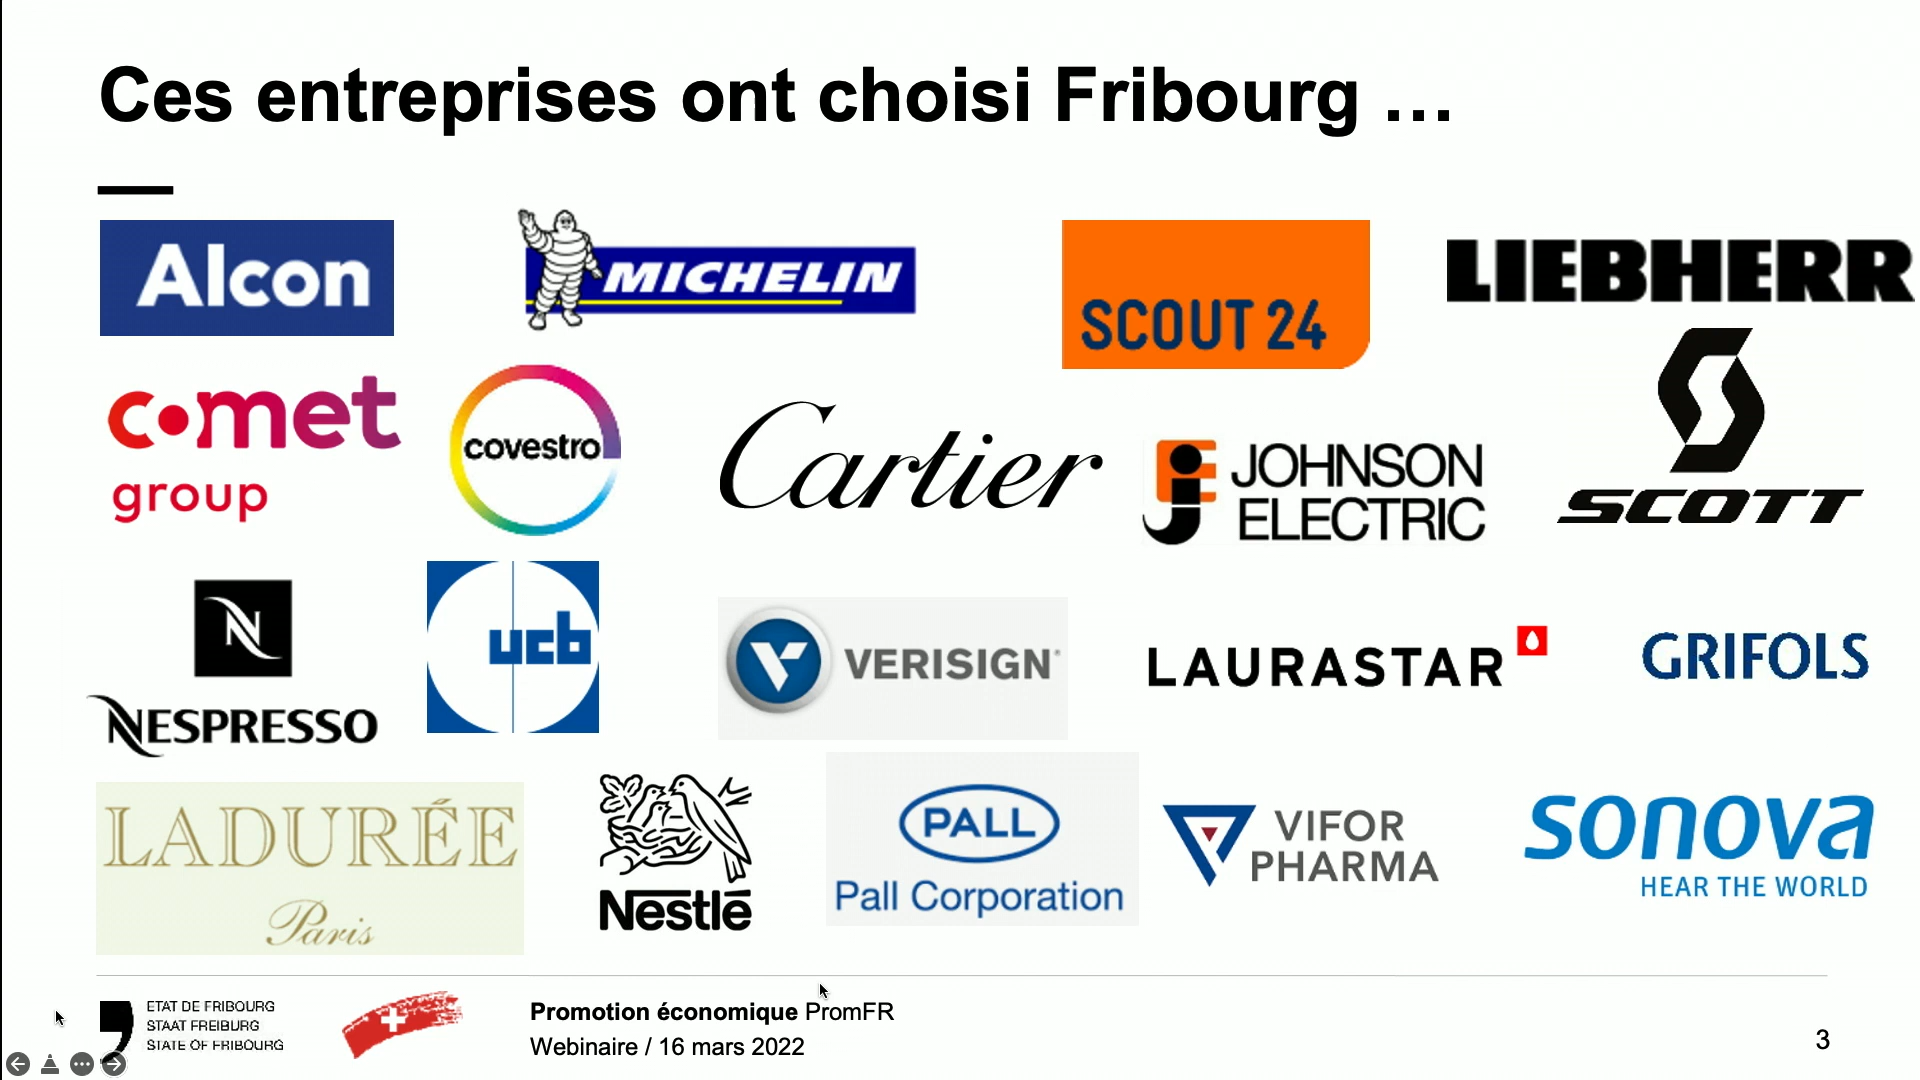 Ces entreprises ont choisi Fribourg …
Alcon
MICHELIN
SCOUT 24
LIEBHERR
comet
group
covestro
Cartier
JOHNSON
ELECTRIC
SCOTT
N
NESPRESSO
ucb
VERISIGN
LAURASTAR
GRIFOLS
LADURÉE
Paris
Nestlé
PALL
Pall Corporation
VIFOR
PHARMA
sonova
HEAR THE WORLD
ETAT DE FRIBOURG
STAAT FREIBURG
STATE OF FRIBOURG
Promotion économique PromFR
Webinaire / 16 mars 2022
3